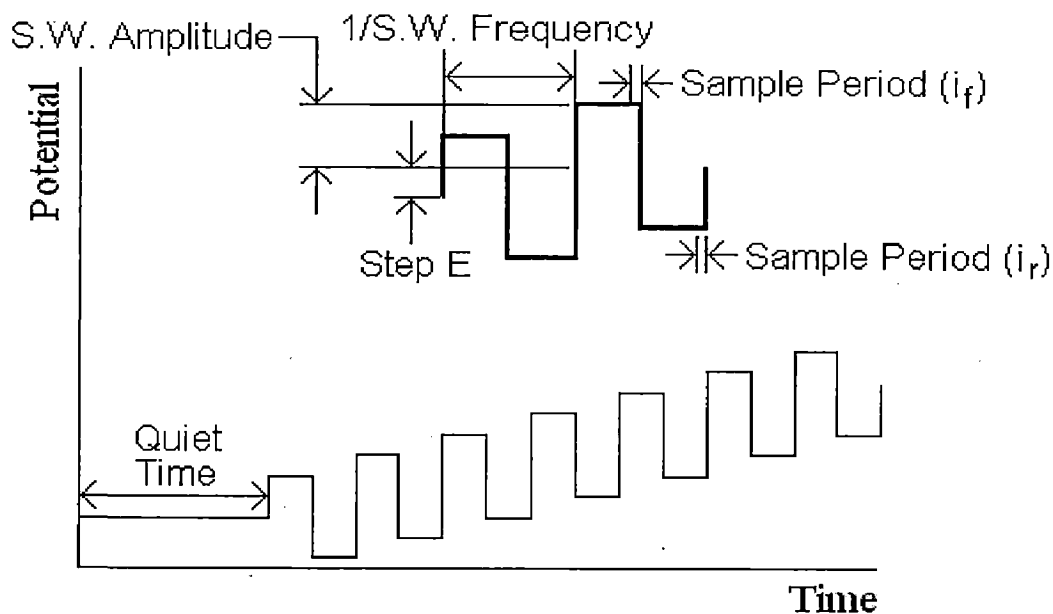 S.W. Amplitude
1/S.W. Frequency
Sample Period (if)
Potential
Step E
Sample Period (ir)
Quiet
Time
Time